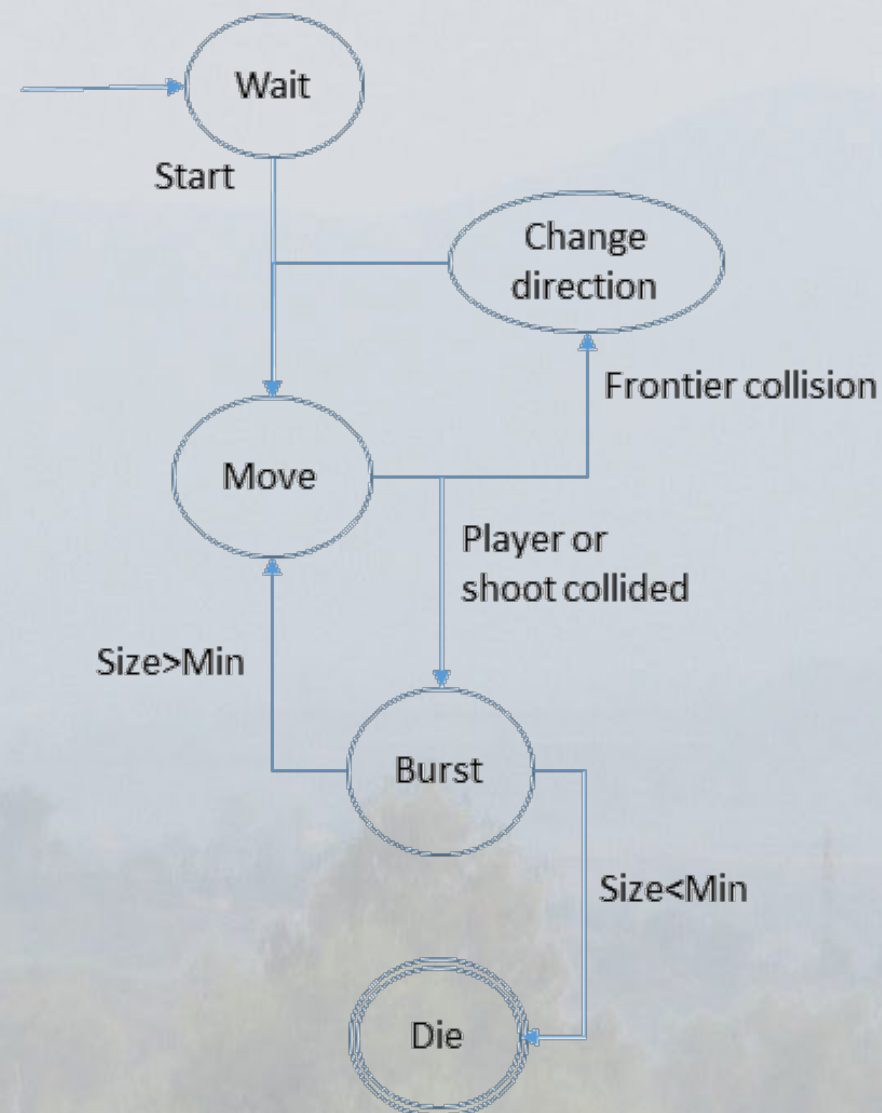 Wait
Start
Change
direction
Frontier collision
Move
Player or
shoot collided
Size>Min
Burst
Size<Min
Die